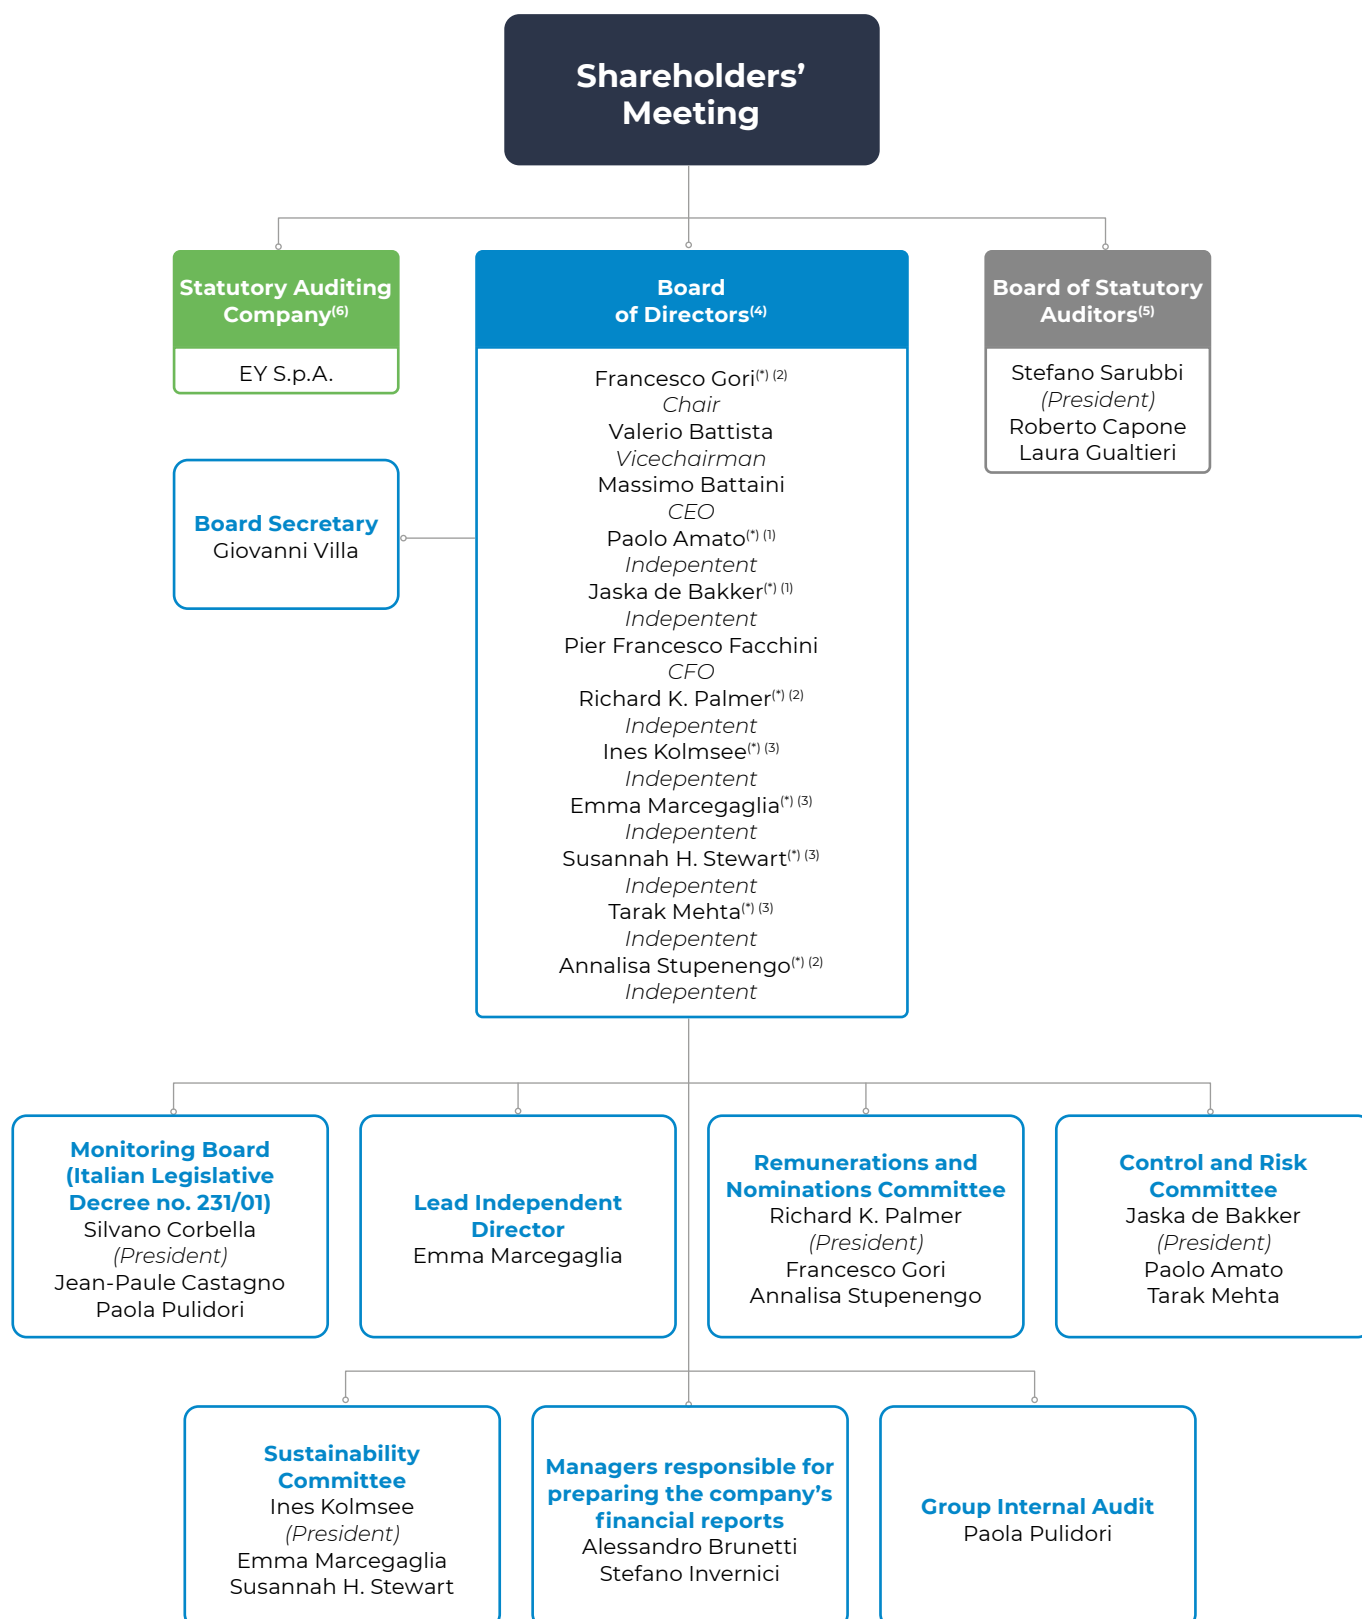 Shareholders’
Meeting
Statutory Auditing
Company(6)
EY S.p.A.
Board
of Directors(4)
Francesco Gori(*) (2)
Chair
Valerio Battista
Vicechairman
Massimo Battaini
CEO
Paolo Amato(*) (1)
Indepentent
Jaska de Bakker(*) (1)
Indepentent
Pier Francesco Facchini
CFO
Richard K. Palmer(*) (2)
Indepentent
Ines Kolmsee(*) (3)
Indepentent
Emma Marcegaglia(*) (3)
Indepentent
Susannah H. Stewart(*) (3)
Indepentent
Tarak Mehta(*) (3)
Indepentent
Annalisa Stupenengo(*) (2)
Indepentent
Board of Statutory
Auditors(5)
Stefano Sarubbi
(President)
Roberto Capone
Laura Gualtieri
Board Secretary
Giovanni Villa
Monitoring Board
(Italian Legislative
Decree no. 231/01)
Silvano Corbella
(President)
Jean-Paule Castagno
Paola Pulidori
Lead Independent
Director
Emma Marcegaglia
Remunerations and
Nominations Committee
Richard K. Palmer
(President)
Francesco Gori
Annalisa Stupenengo
Control and Risk
Committee
Jaska de Bakker
(President)
Paolo Amato
Tarak Mehta
Sustainability
Committee
Ines Kolmsee
(President)
Emma Marcegaglia
Susannah H. Stewart
Managers responsible for
preparing the company’s
financial reports
Alessandro Brunetti
Stefano Invernici
Group Internal Audit
Paola Pulidori